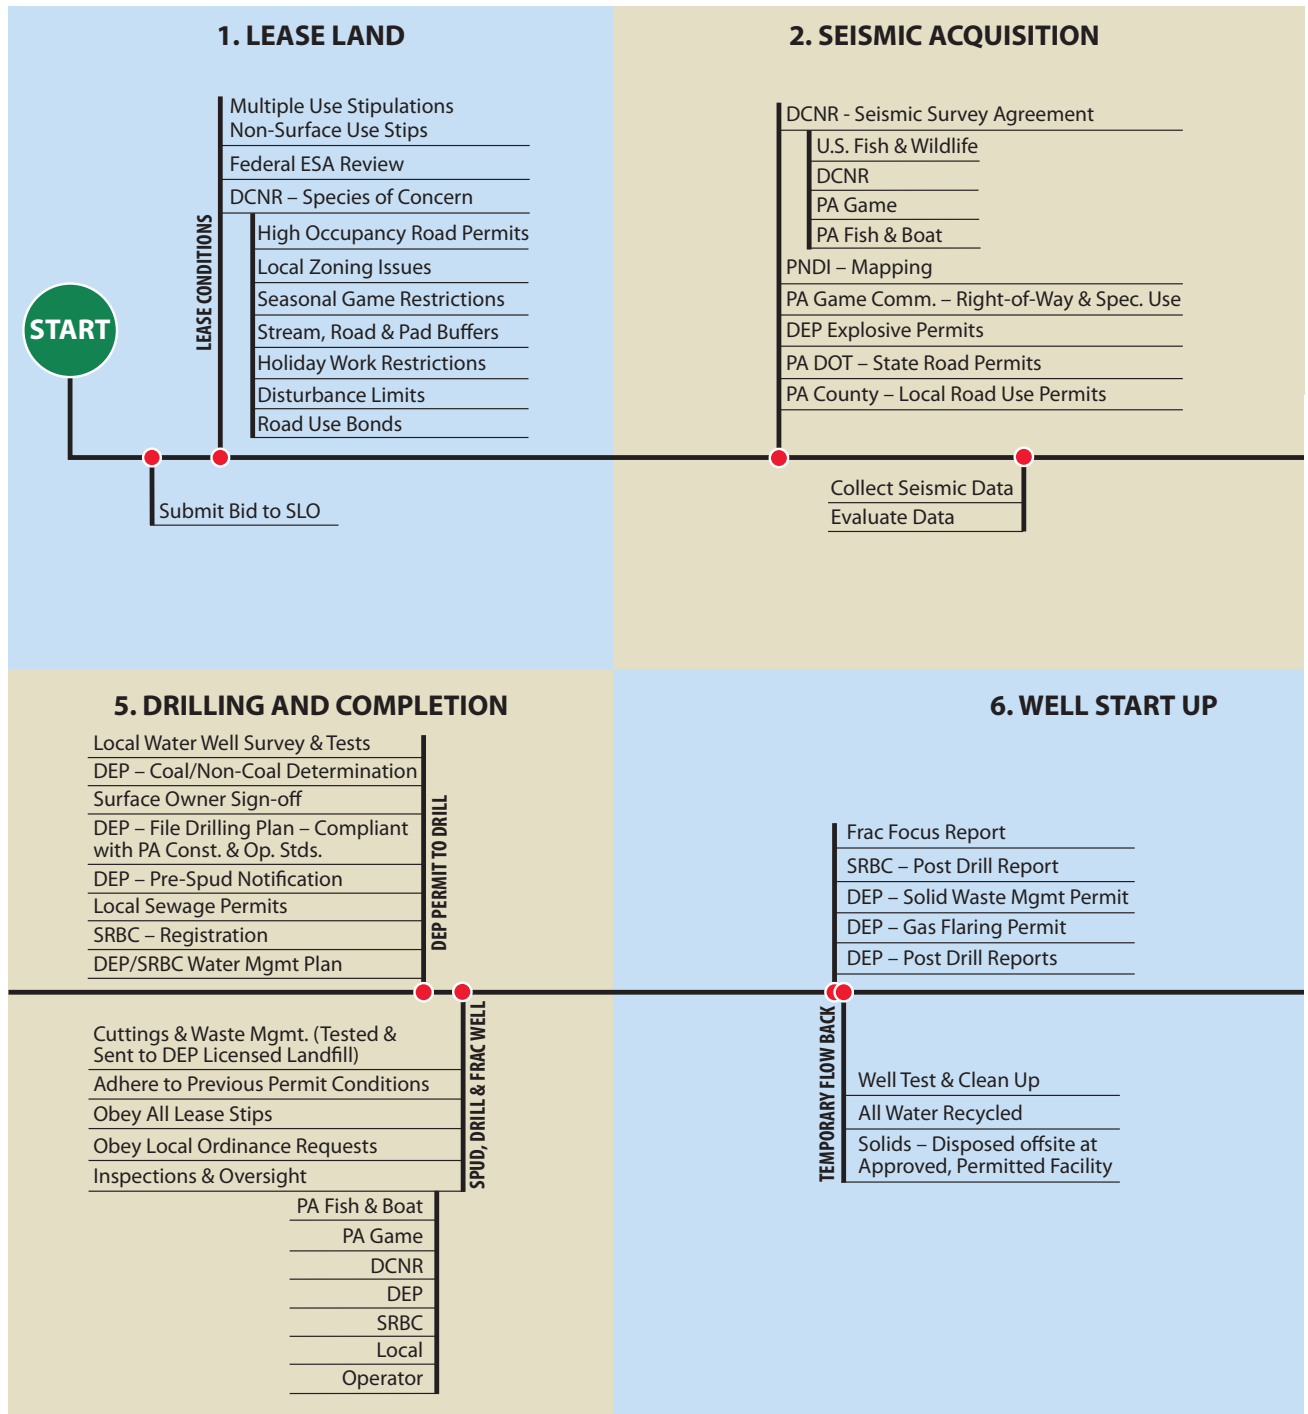 1. LEASE LAND
Multiple Use Stipulations
Non-Surface Use Stips
Federal ESA Review
DCNR – Species of Concern
High Occupancy Road Permits
Local Zoning Issues
Seasonal Game Restrictions
Stream, Road & Pad Buffers
Holiday Work Restrictions
Disturbance Limits
Road Use Bonds
LEASE CONDITIONS
START
Submit Bid to SLO
2. SEISMIC ACQUISITION
DCNR - Seismic Survey Agreement
U.S. Fish & Wildlife
DCNR
PA Game
PA Fish & Boat
PNDI – Mapping
PA Game Comm. – Right-of-Way & Spec. Use
DEP Explosive Permits
PA DOT – State Road Permits
PA County – Local Road Use Permits
Collect Seismic Data
Evaluate Data
5. DRILLING AND COMPLETION
Local Water Well Survey & Tests
DEP – Coal/Non-Coal Determination
Surface Owner Sign-off
DEP – File Drilling Plan – Compliant
with PA Const. & Op. Stds.
DEP – Pre-Spud Notification
Local Sewage Permits
SRBC – Registration
DEP/SRBC Water Mgmt Plan
DEP PERMIT TO DRILL
Cuttings & Waste Mgmt. (Tested &
Sent to DEP Licensed Landfill)
Adhere to Previous Permit Conditions
Obey All Lease Stips
Obey Local Ordinance Requests
Inspections & Oversight
SPUD, DRILL & FRAC WELL
PA Fish & Boat
PA Game
DCNR
DEP
SRBC
Local
Operator
6. WELL START UP
Frac Focus Report
SRBC – Post Drill Report
DEP – Solid Waste Mgmt Permit
DEP – Gas Flaring Permit
DEP – Post Drill Reports
TEMPORARY FLOW BACK
Well Test & Clean Up
All Water Recycled
Solids – Disposed offsite at
Approved, Permitted Facility